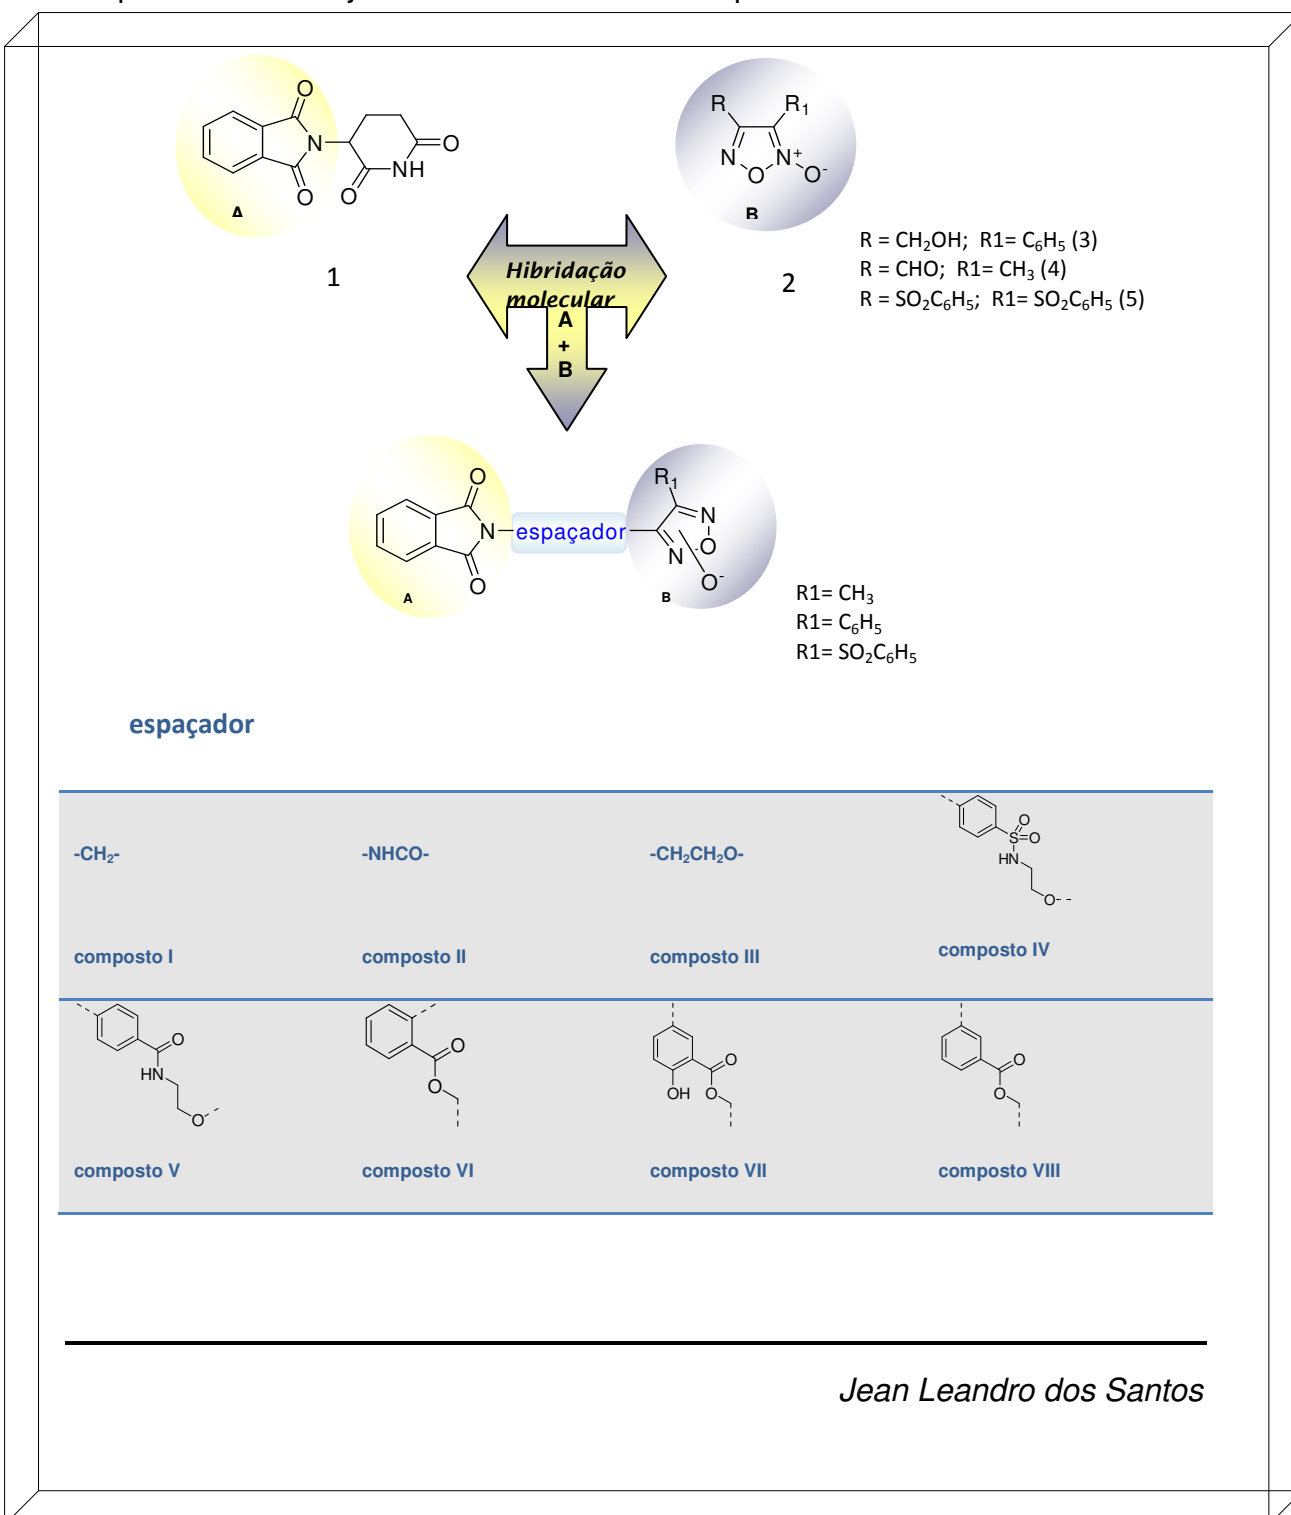 O
N
O
O
NH
O
A
1
R
R1
N
O
N+
O-
B
2
R = CH2OH; R1= C6H5 (3)
R = CHO; R1= CH3 (4)
R = SO2C6H5; R1= SO2C6H5 (5)
Hibridação
molecular
A
+
B
O
N
O
A
espaçador
R1
N
O
N
O-
B
R1= CH3
R1= C6H5
R1= SO2C6H5
espaçador
-CH2-
-NHCO-
-CH2CH2O-
O
S=O
HN
O
composto I
composto II
composto III
composto IV
O
HN
O
O
O
O
OH
O
O
O
composto V
composto VI
composto VII
composto VIII
Jean Leandro dos Santos